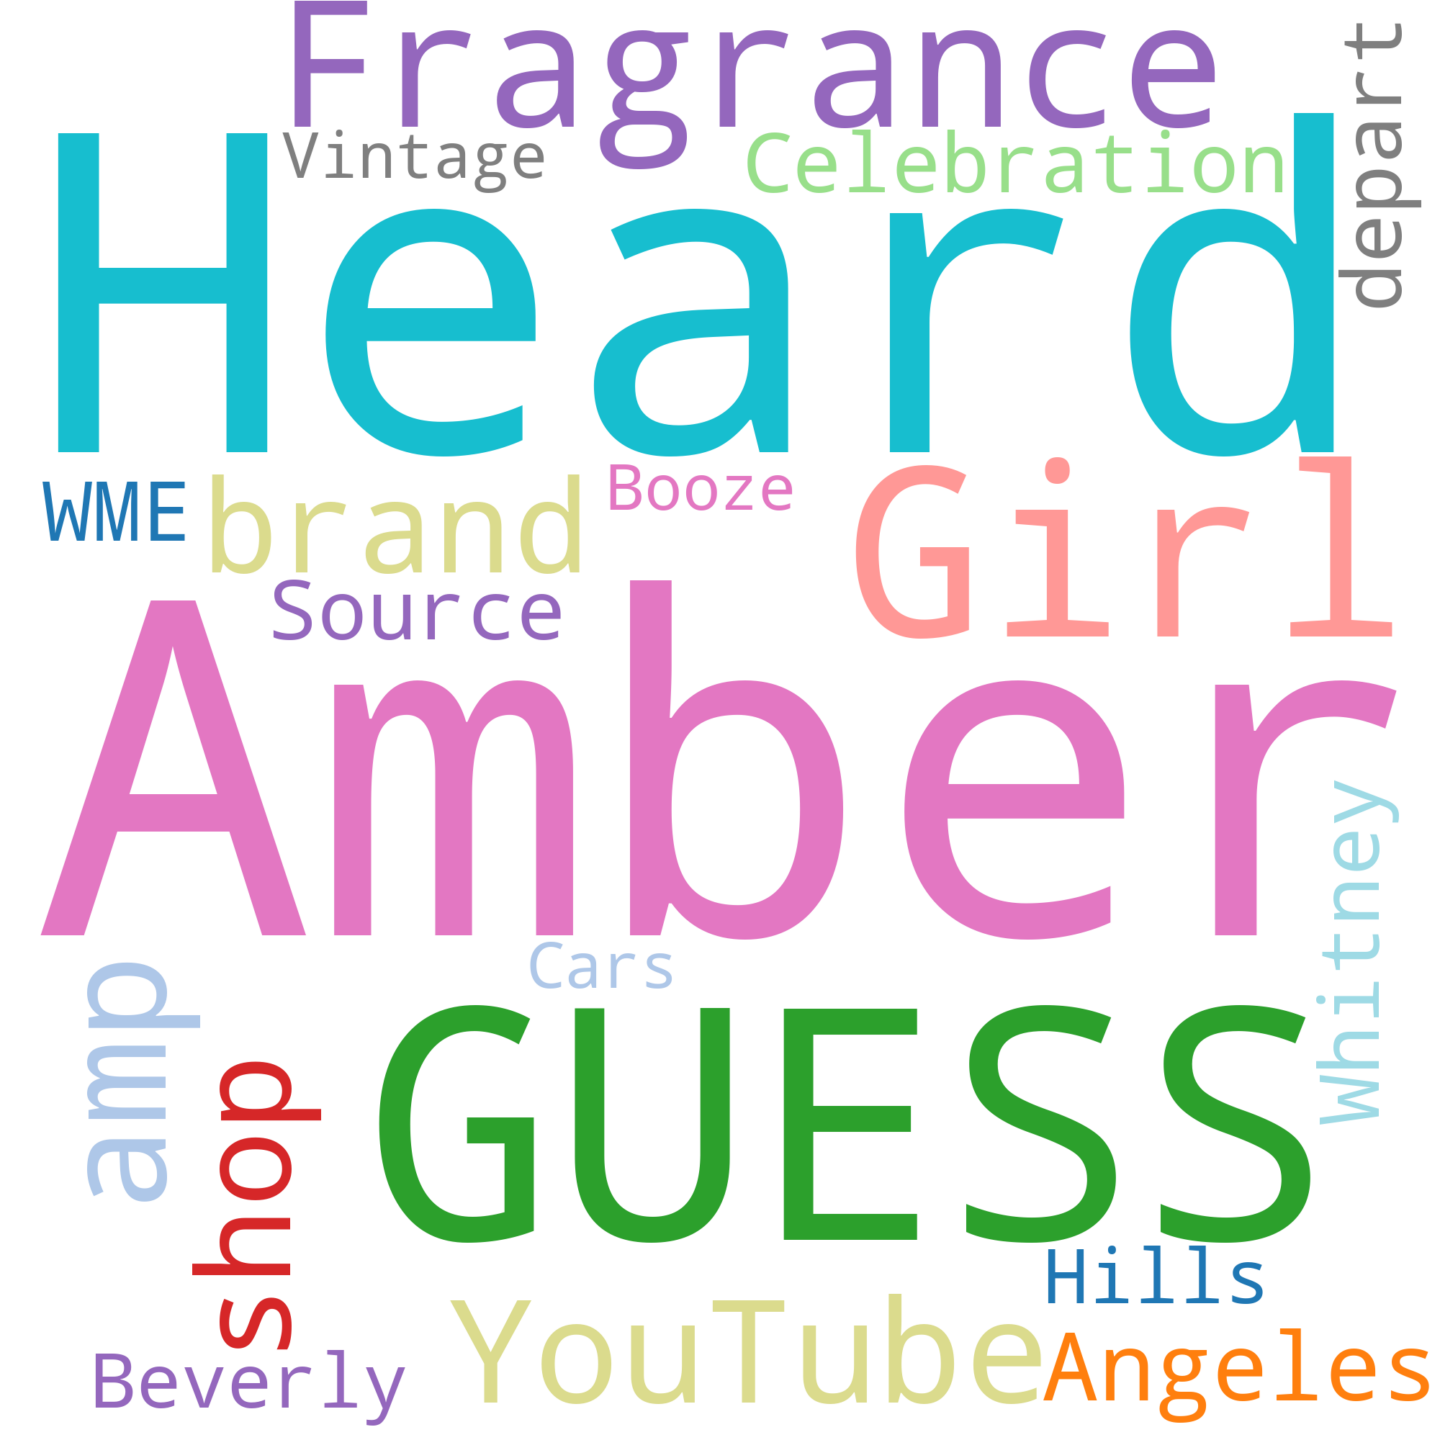 Fragrance
depart
Vintage
Celebration
Heard
WME
brand
Booze
Girl
Source
Amber
Whitney
Cars
amp
GUESS
shop
Hills
YouTube
Angeles
Beverly